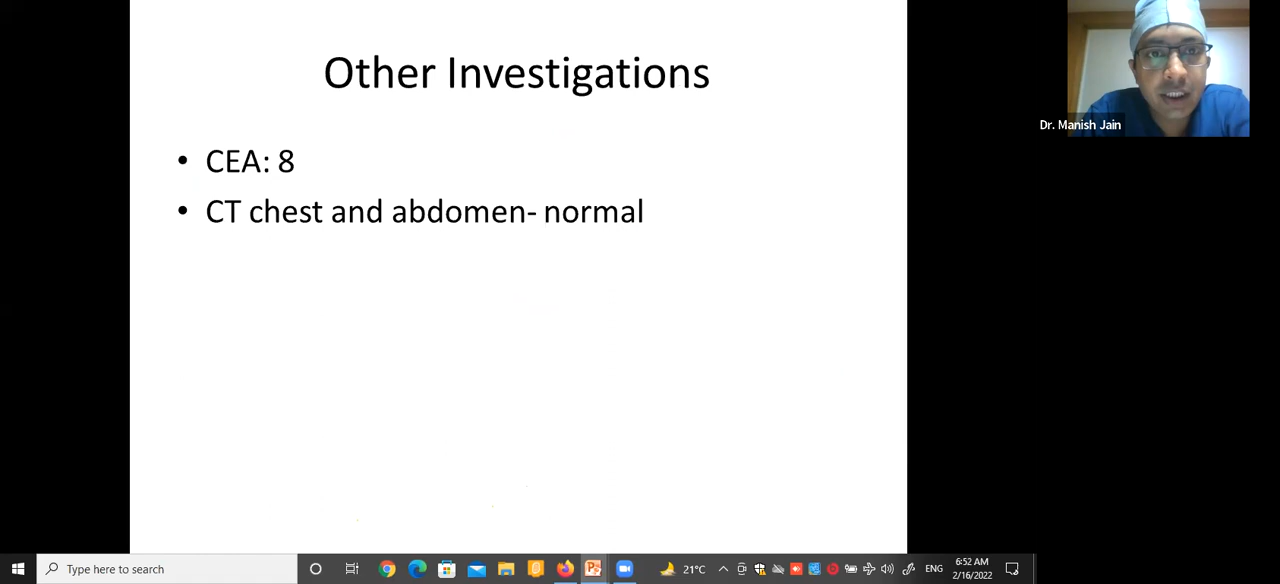 Other Investigations
• CEA: 8
• CT chest and abdomen- normal
Dr. Manish Jain
Type here to search
21°C
ENG
6:52 AM
2/16/2022